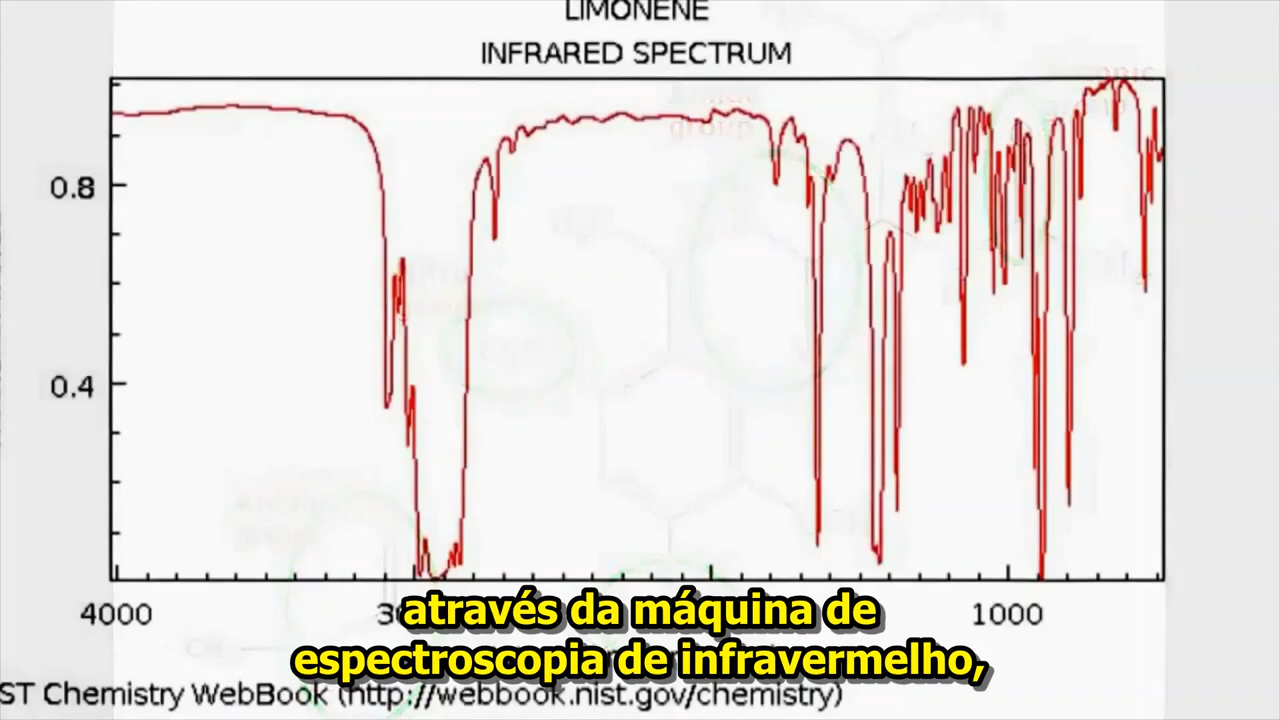 LIMONENE
INFRARED SPECTRUM
0.8
0.4
4000
1000
através da máquina de
espectroscopia de infravermelho,
ST Chemistry WebBook (http://webbook.nist.gov/chemistry)